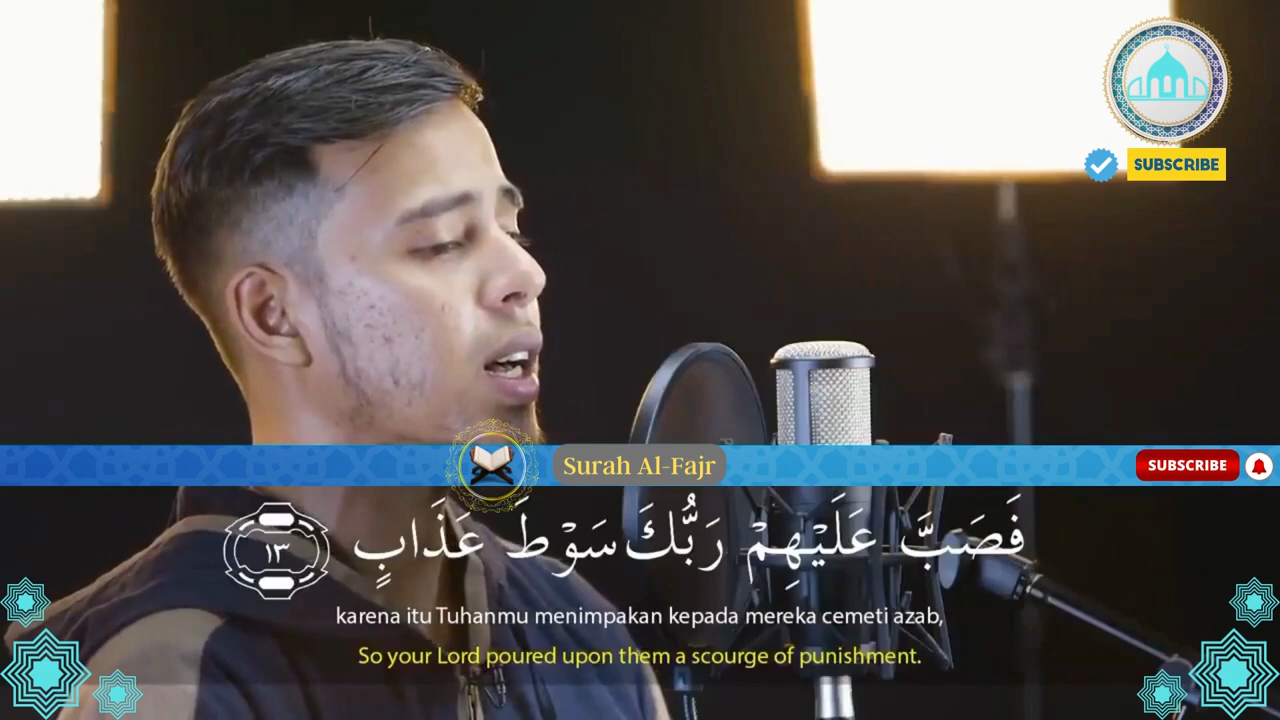 SUBSCRIBE
Surah Al-Fajr
SUBSCRIBE
فَصَبَّ عَلَيْهِمْ رَبُّكَ سَوْطَ عَذَابٍ ١٣
karena itu Tuhanmu menimpakan kepada mereka cemeti azab,
So your Lord poured upon them a scourge of punishment.